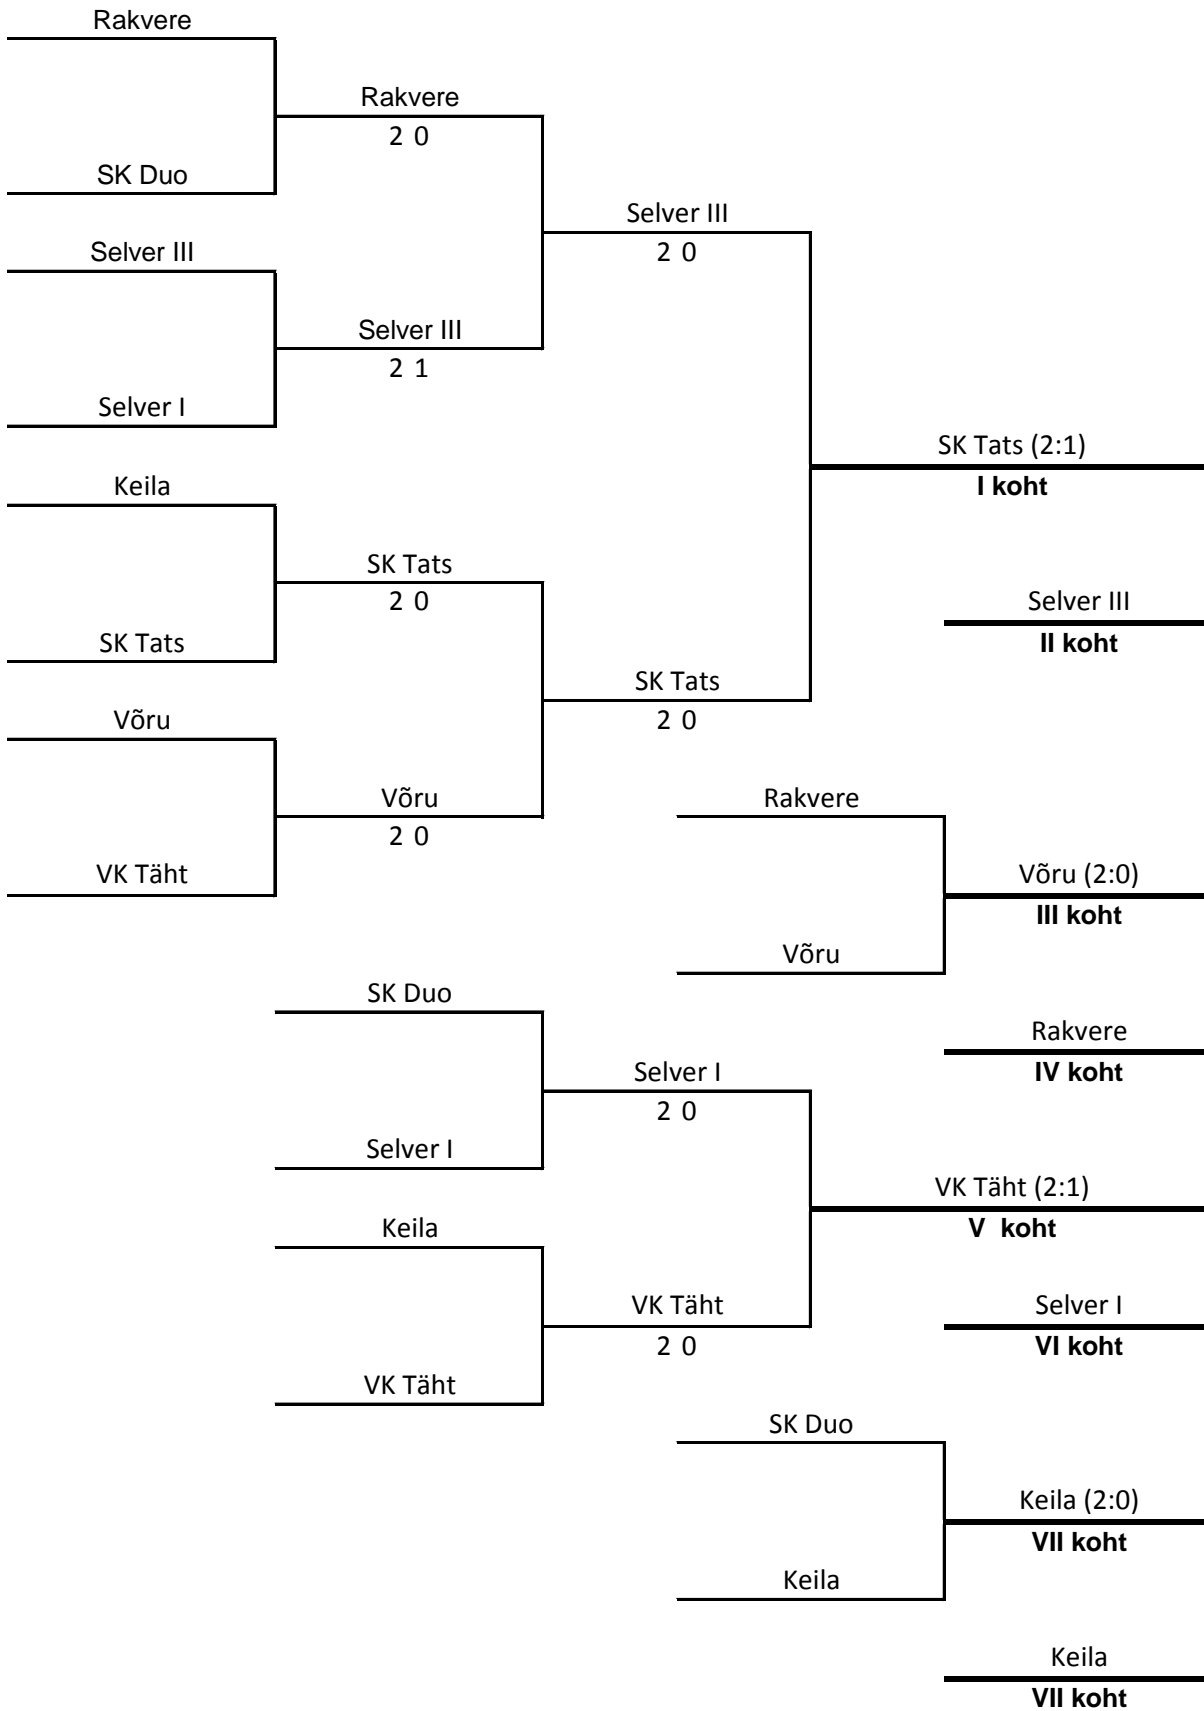 Rakvere
Rakvere
2 0
SK Duo
Selver III
2 0
Selver III
Selver III
2 1
Selver I
SK Tats (2:1)
I koht
Keila
SK Tats
2 0
Selver III
II koht
SK Tats
SK Tats
2 0
Võru
Võru
2 0
Rakvere
VK Täht
Võru (2:0)
III koht
Võru
SK Duo
Rakvere
IV koht
Selver I
2 0
Selver I
VK Täht (2:1)
V  koht
Keila
VK Täht
2 0
Selver I
VI koht
VK Täht
SK Duo
Keila (2:0)
VII koht
Keila
Keila
VII koht